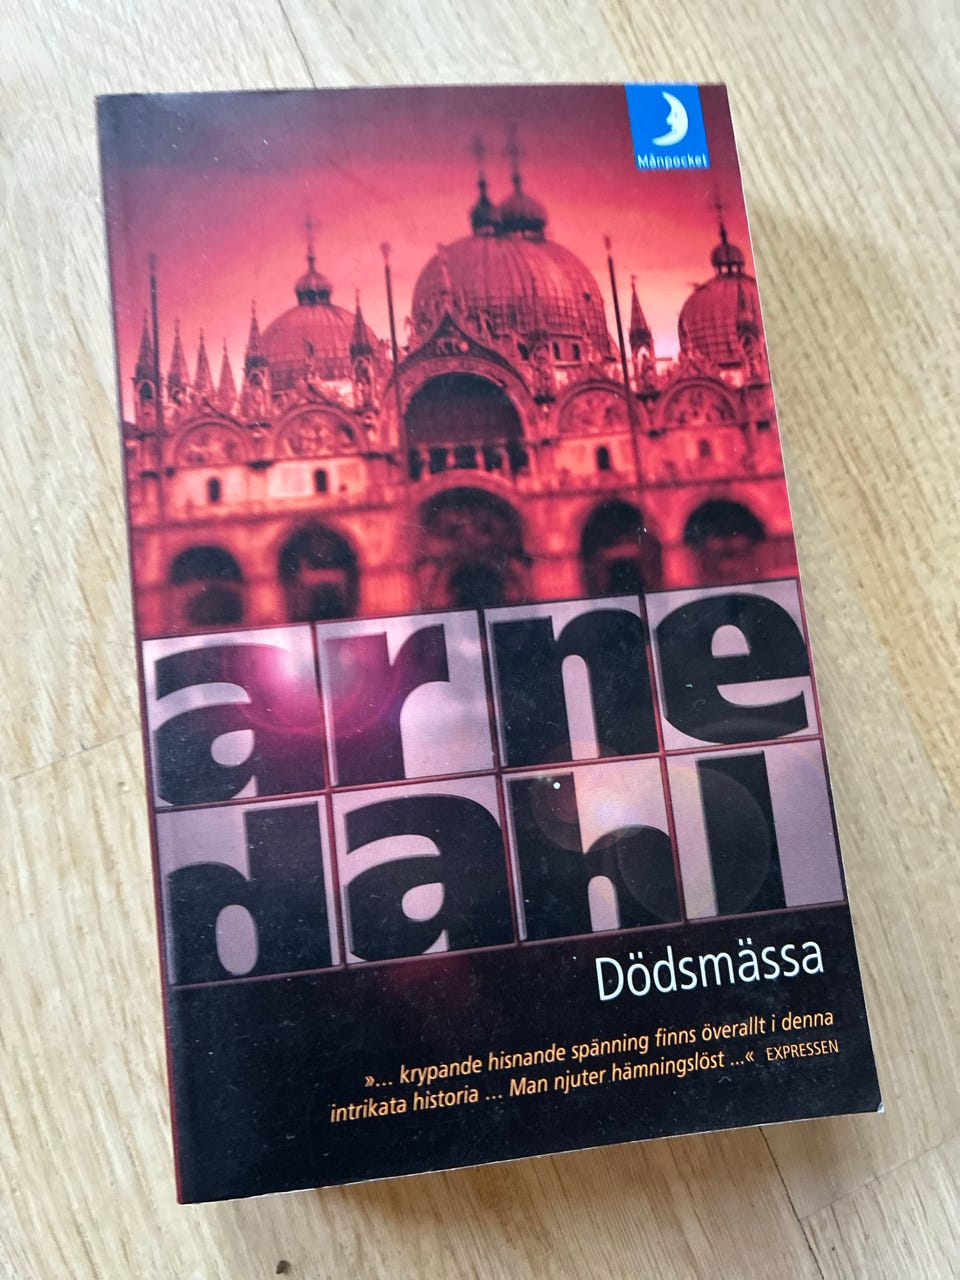 Månpocket
arne
dahl
Dödsmässa
»... krypande hisnande spänning finns överallt i denna
intrikata historia ... Man njuter hämningslöst ...« EXPRESSEN